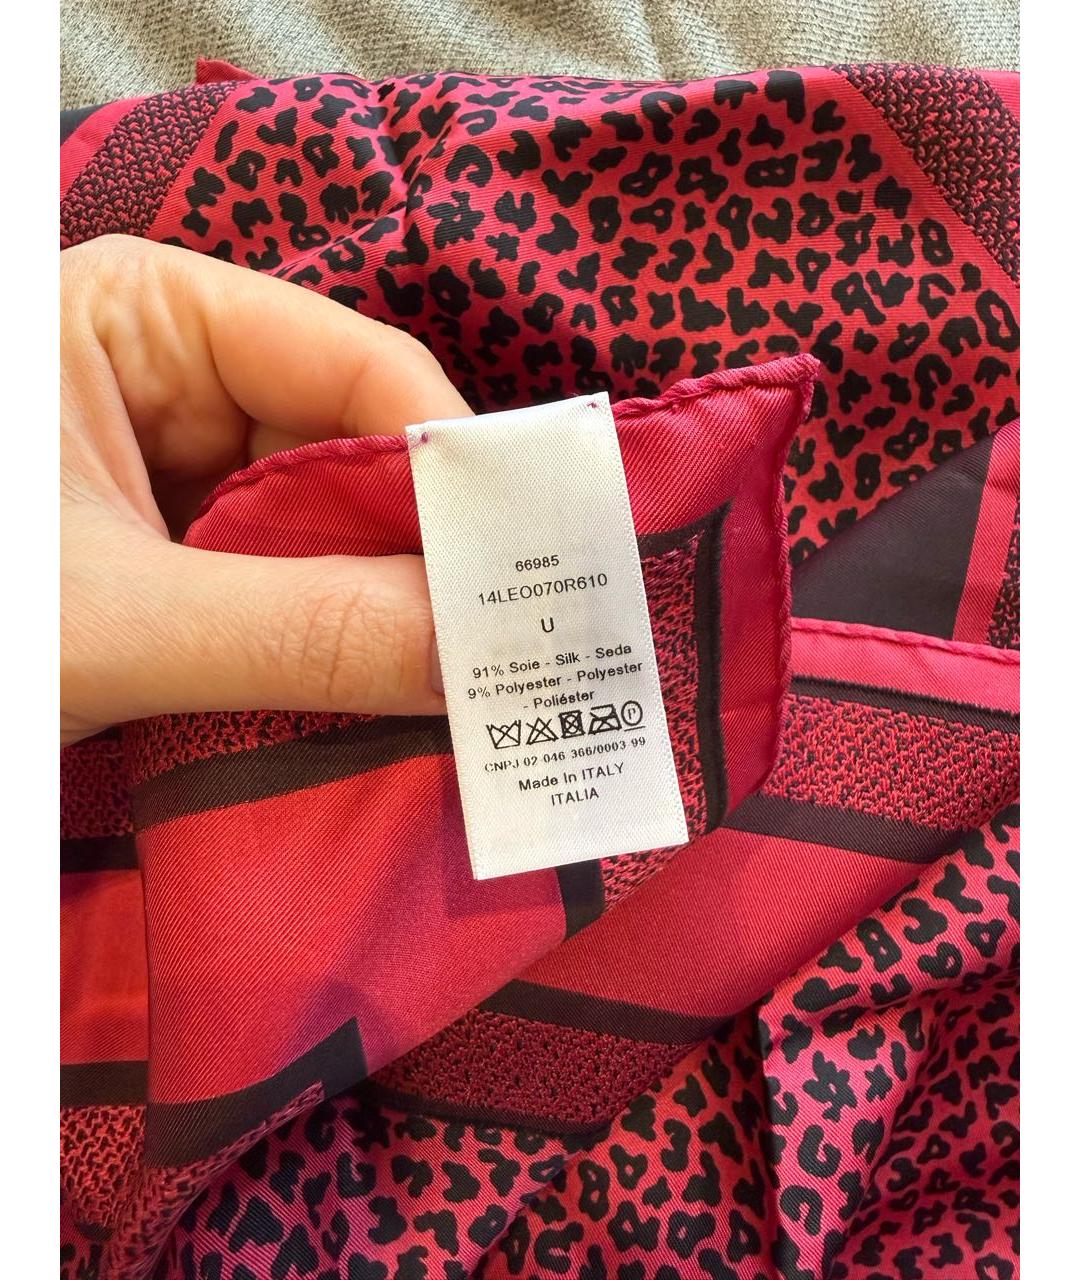 66985
14LEO070R610
U
91% Soie - Silk - Seda
9% Polyester - Polyester
- Poliéster
P
CNPJ 02 046 366/0003-99
Made In ITALY
ITALIA